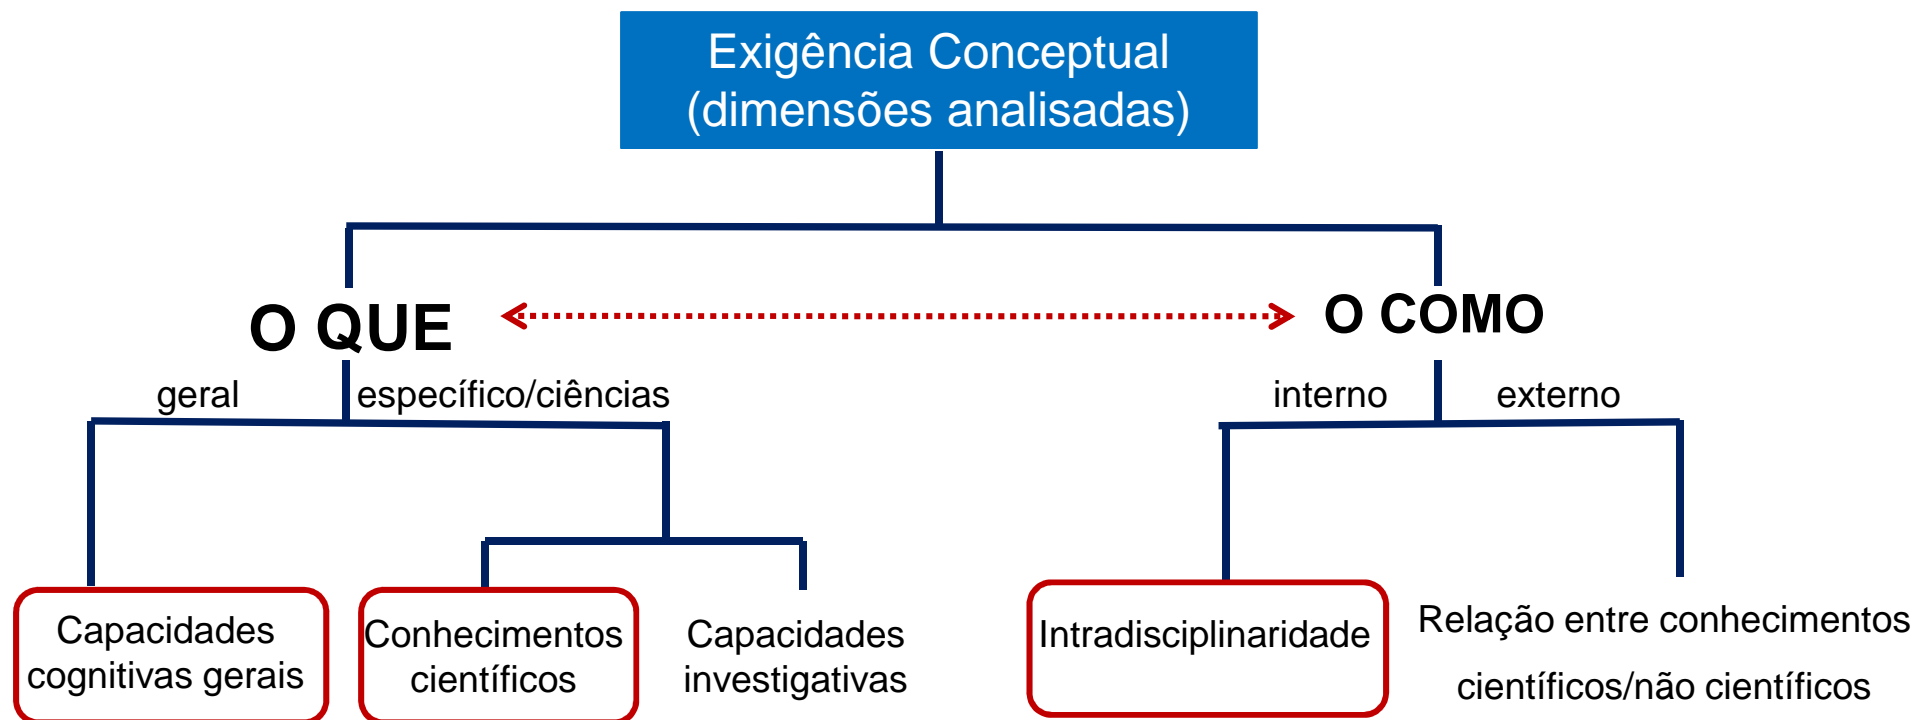 Exigência Conceptual
(dimensões analisadas)
O QUE
O COMO
geral
específico/ciências
interno
externo
Capacidades
cognitivas gerais
Conhecimentos
científicos
Capacidades
investigativas
Intradisciplinaridade
Relação entre conhecimentos
científicos/não científicos